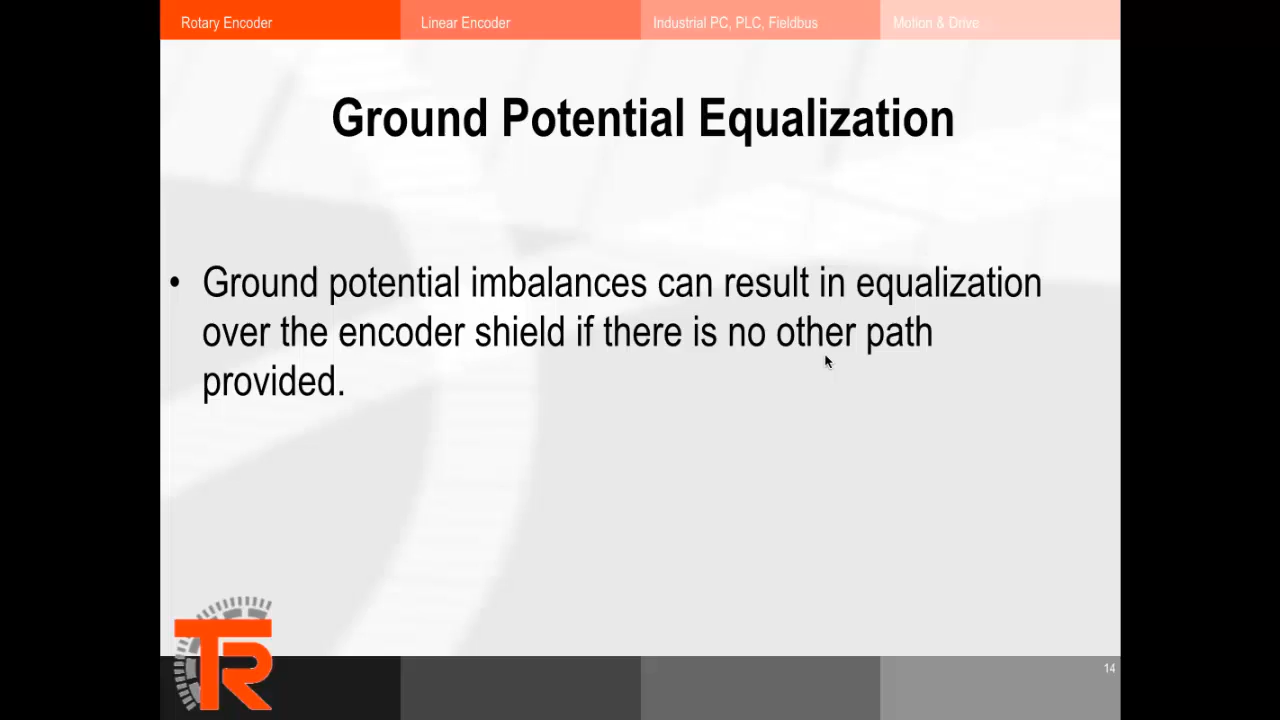 Rotary Encoder
Linear Encoder
Industrial PC, PLC, Fieldbus
Motion & Drive
Ground Potential Equalization
• Ground potential imbalances can result in equalization
over the encoder shield if there is no other path
provided.
TR
14